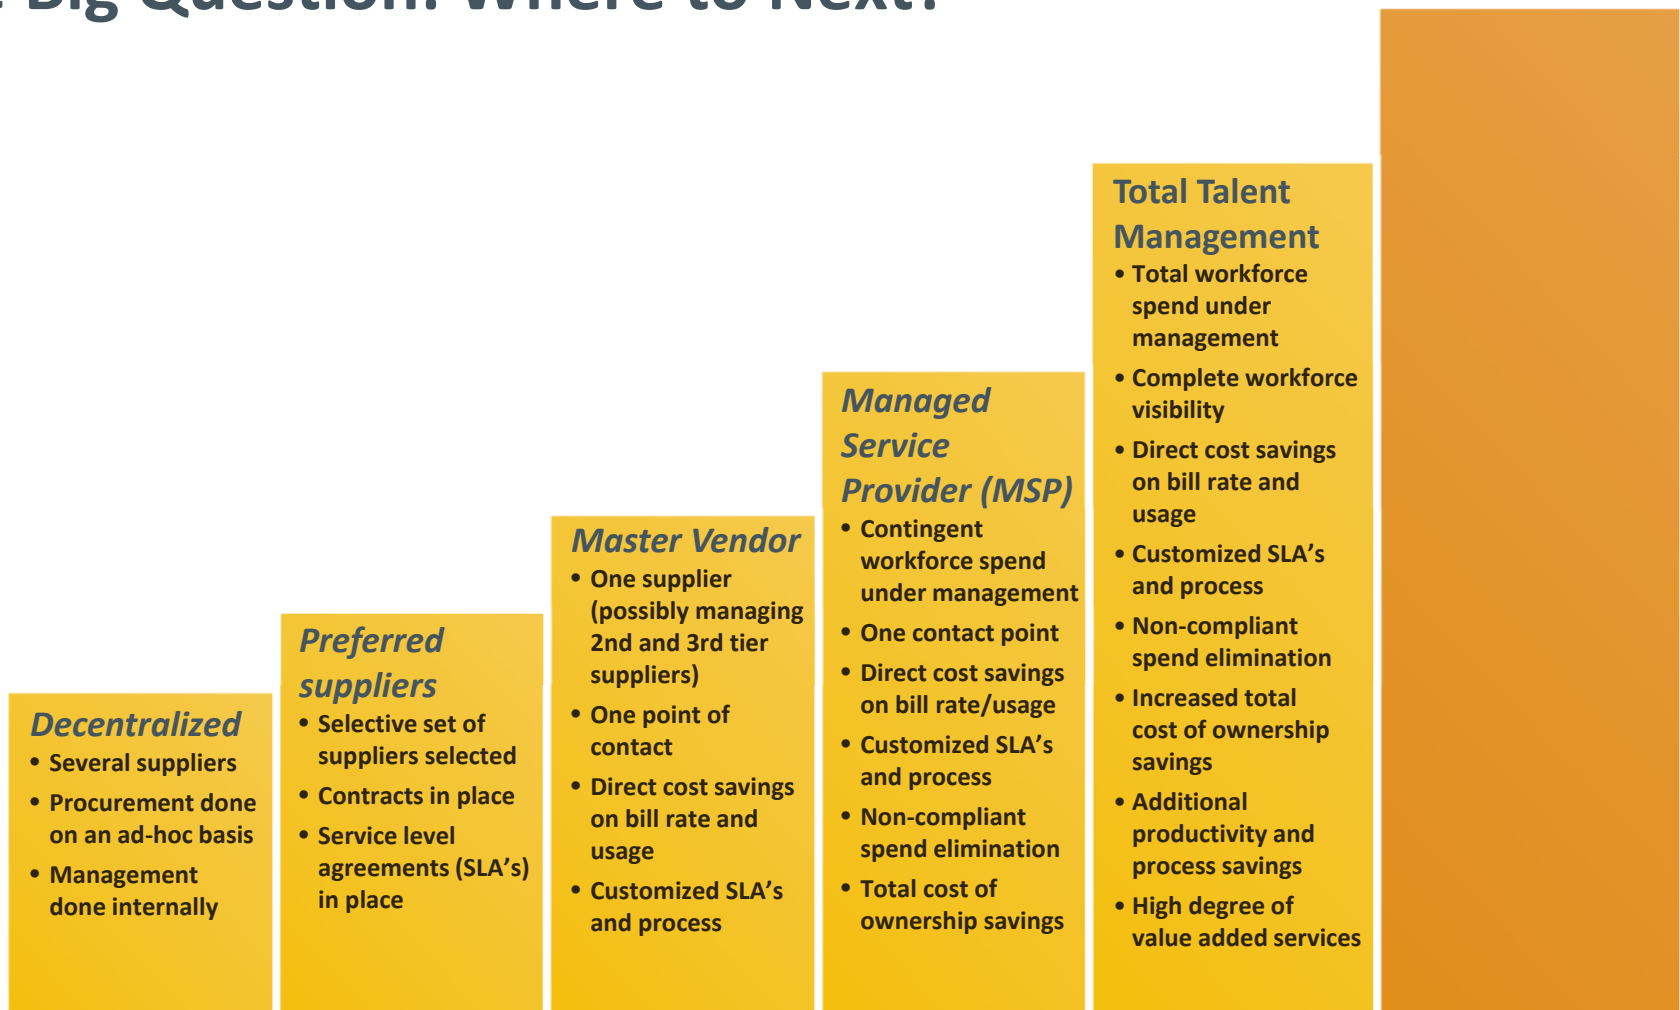 Big Question: Where to Next?
Decentralized
• Several suppliers
• Procurement done
on an ad-hoc basis
• Management
done internally
Preferred
suppliers
• Selective set of
suppliers selected
• Contracts in place
• Service level
agreements (SLA’s)
in place
Master Vendor
• One supplier
(possibly managing
2nd and 3rd tier
suppliers)
• One point of
contact
• Direct cost savings
on bill rate and
usage
• Customized SLA’s
and process
Managed
Service
Provider (MSP)
• Contingent
workforce spend
under management
• One contact point
• Direct cost savings
on bill rate/usage
• Customized SLA’s
and process
• Non-compliant
spend elimination
• Total cost of
ownership savings
Total Talent
Management
• Total workforce
spend under
management
• Complete workforce
visibility
• Direct cost savings
on bill rate and
usage
• Customized SLA’s
and process
• Non-compliant
spend elimination
• Increased total
cost of ownership
savings
• Additional
productivity and
process savings
• High degree of
value added services